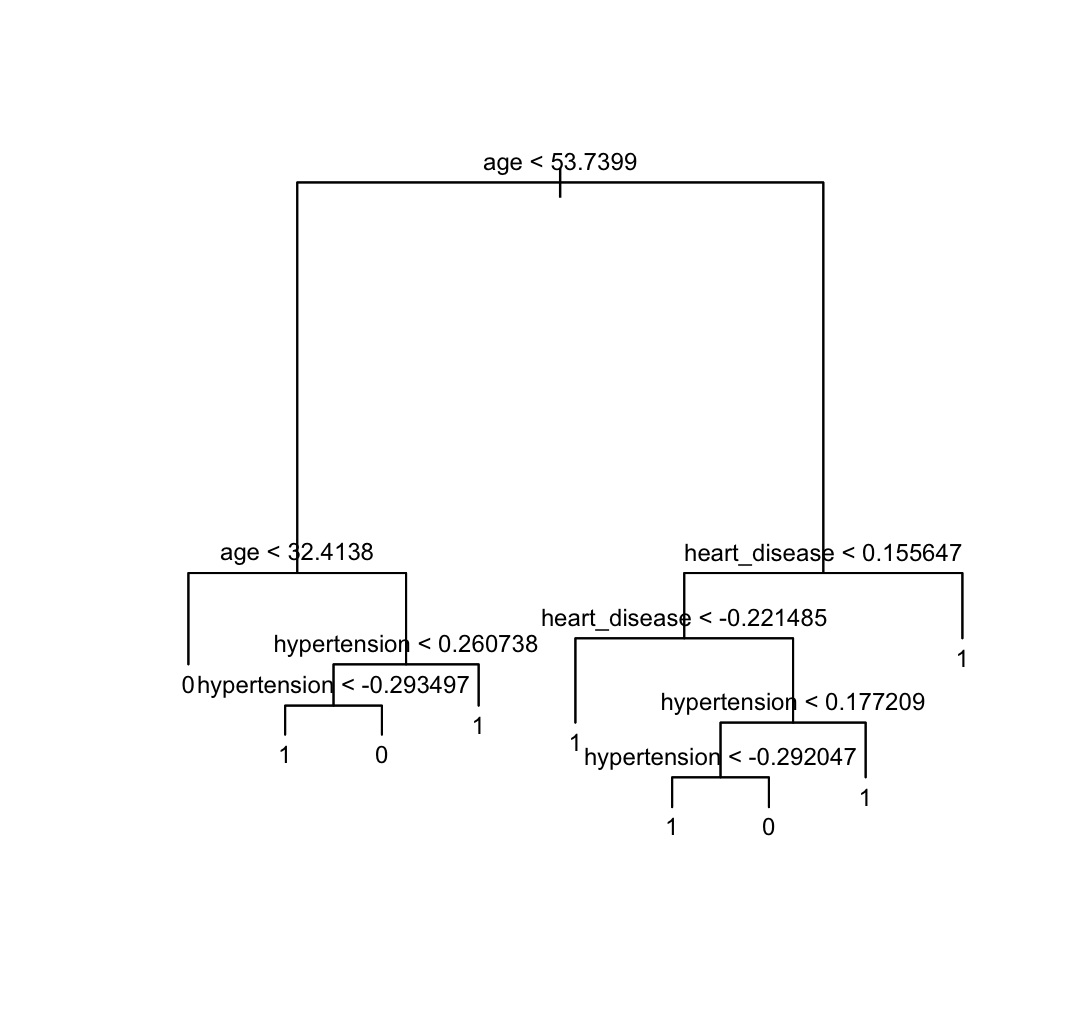 age < 53.7399
age < 32.4138
heart_disease < 0.155647
heart_disease < -0.221485
hypertension < 0.260738
1
0
hypertension < -0.293497
hypertension < 0.177209
1
1
1
0
hypertension < -0.292047
1
1
0